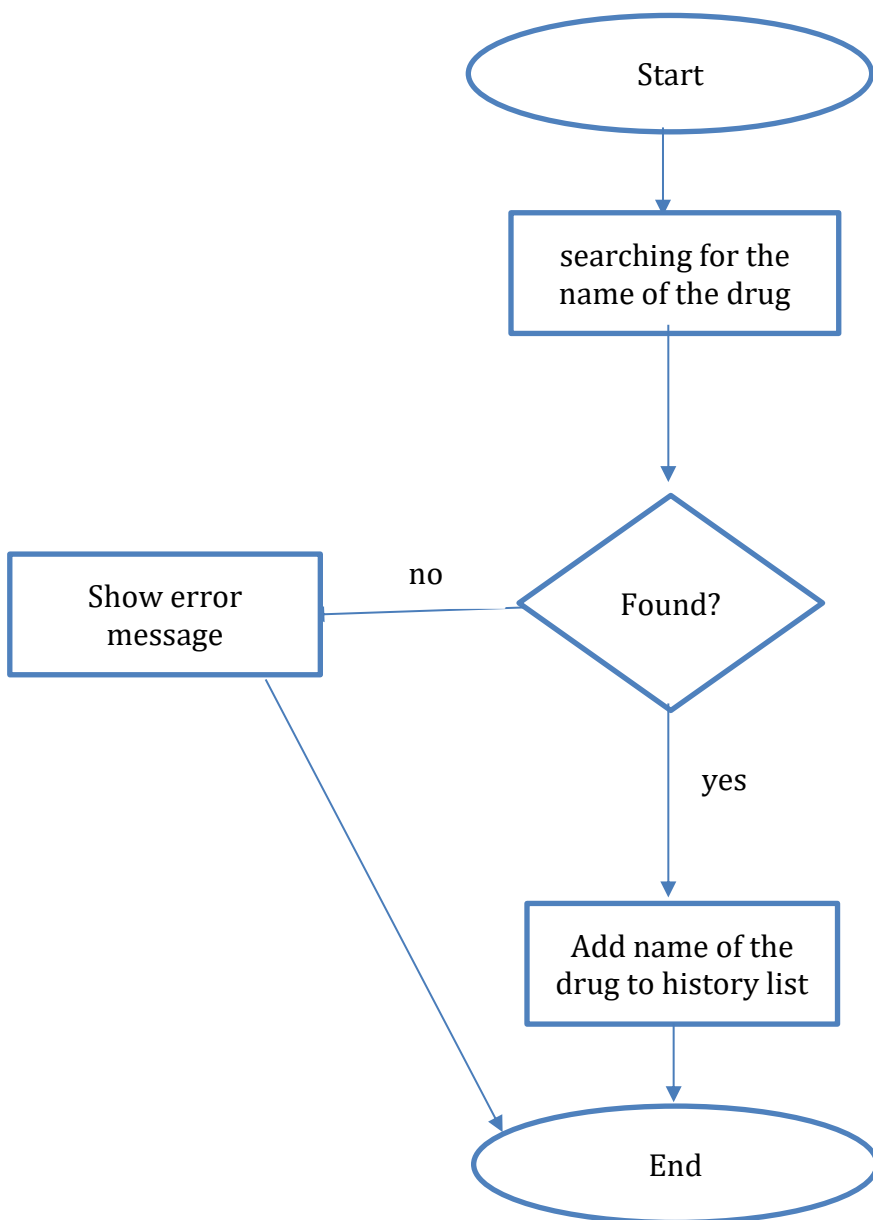 Start
searching for the
name of the drug
Found?
no
Show error
message
yes
Add name of the
drug to history list
End